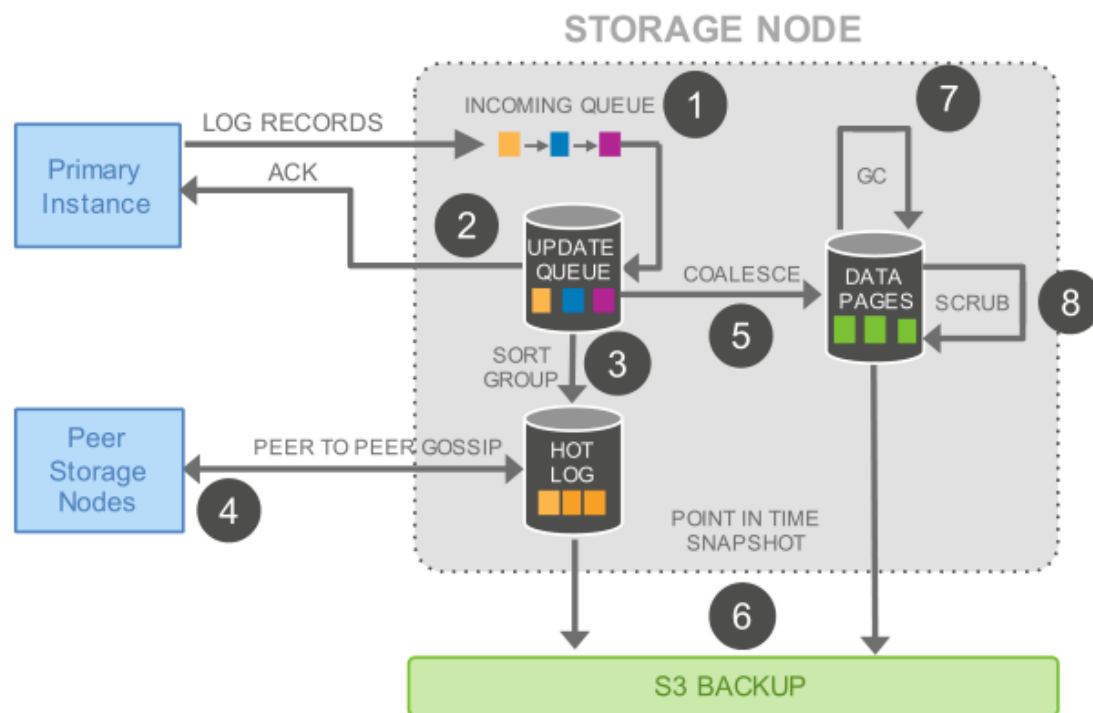 STORAGE NODE
INCOMING QUEUE
1
7
LOG RECORDS
Primary
Instance
ACK
GC
2
UPDATE
QUEUE
COALESCE
5
DATA
PAGES
SCRUB
8
SORT
GROUP
3
Peer
Storage
Nodes
PEER TO PEER GOSSIP
4
HOT
LOG
POINT IN TIME
SNAPSHOT
6
S3 BACKUP